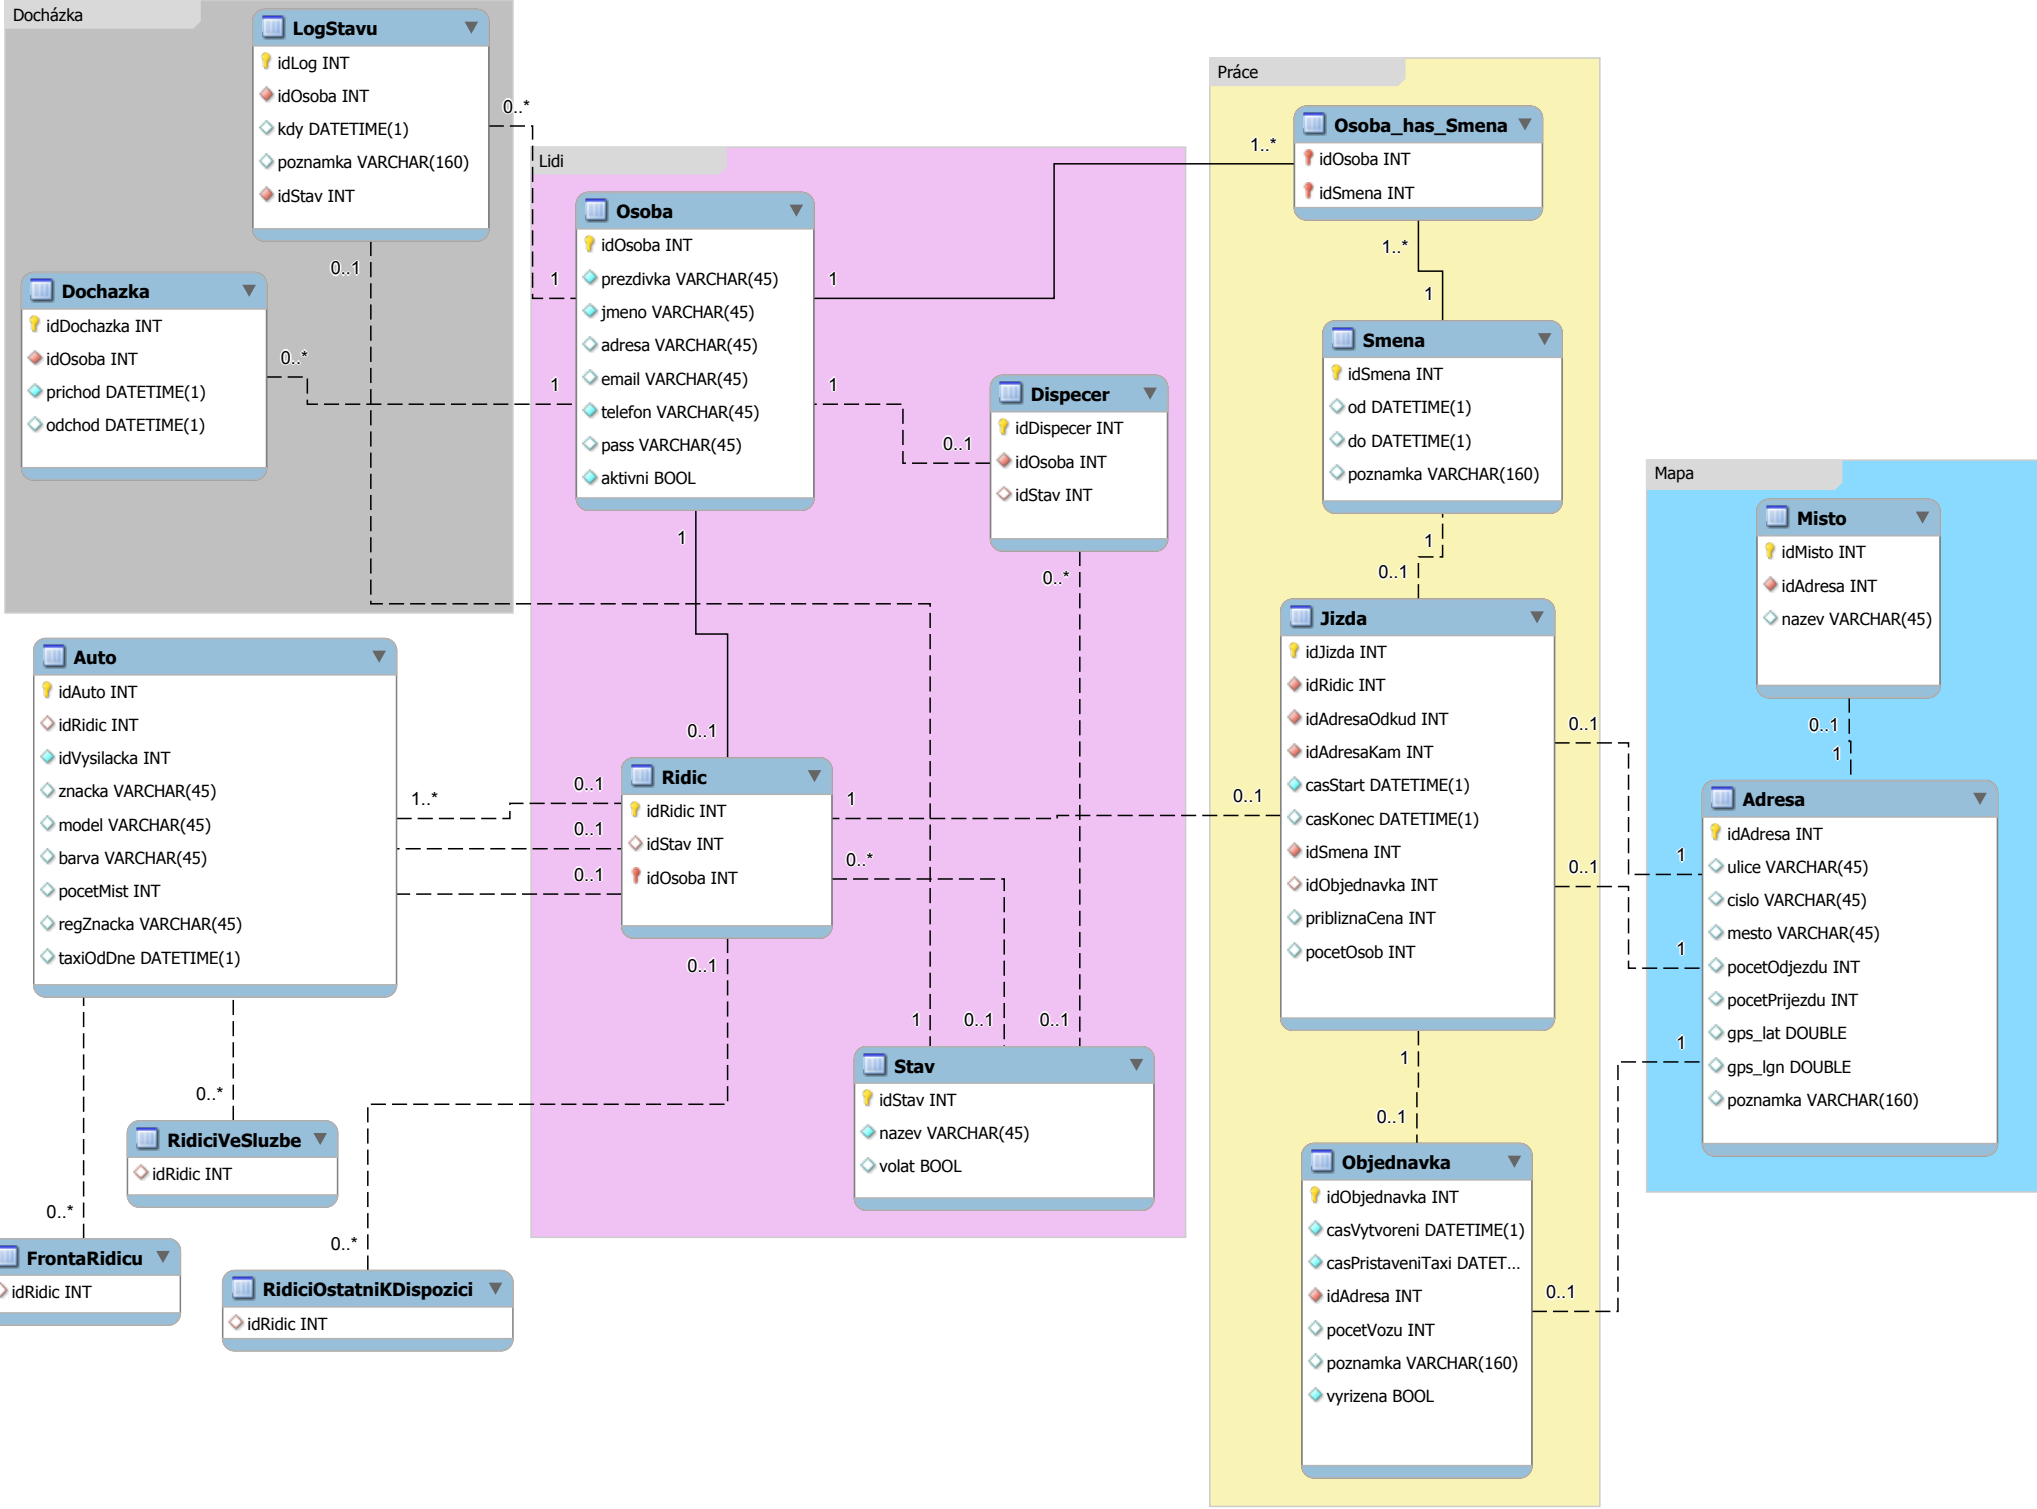 Docházka
LogStavu
idLog INT
idOsoba INT
kdy DATETIME(1)
poznamka VARCHAR(160)
idStav INT
0..*
0..1
Dochazka
idDochazka INT
idOsoba INT
prichod DATETIME(1)
odchod DATETIME(1)
0..*
Lidi
Osoba
idOsoba INT
prezdivka VARCHAR(45)
jmeno VARCHAR(45)
adresa VARCHAR(45)
email VARCHAR(45)
telefon VARCHAR(45)
pass VARCHAR(45)
aktivni BOOL
1
1
1
1
1
Dispecer
idDispecer INT
idOsoba INT
idStav INT
0..1
0..*
Práce
Osoba_has_Smena
idOsoba INT
idSmena INT
1..*
1..*
1
Smena
idSmena INT
od DATETIME(1)
do DATETIME(1)
poznamka VARCHAR(160)
1
0..1
Mapa
Misto
idMisto INT
idAdresa INT
nazev VARCHAR(45)
0..1
1
Jizda
idJizda INT
idRidic INT
idAdresaOdkud INT
idAdresaKam INT
casStart DATETIME(1)
casKonec DATETIME(1)
idSmena INT
idObjednavka INT
pribliznaCena INT
pocetOsob INT
0..1
0..1
0..1
1
0..1
Adresa
idAdresa INT
ulice VARCHAR(45)
cislo VARCHAR(45)
mesto VARCHAR(45)
pocetOdjezdu INT
pocetPrijezdu INT
gps_lat DOUBLE
gps_lgn DOUBLE
poznamka VARCHAR(160)
1
1
1
Auto
idAuto INT
idRidic INT
idVysilacka INT
znacka VARCHAR(45)
model VARCHAR(45)
barva VARCHAR(45)
pocetMist INT
regZnacka VARCHAR(45)
taxiOdDne DATETIME(1)
1..*
0..1
0..1
0..1
0..1
Ridic
idRidic INT
idStav INT
idOsoba INT
1
0..*
0..1
1
0..1
0..1
Stav
idStav INT
nazev VARCHAR(45)
volat BOOL
0..*
RidiciVeSluzbe
idRidic INT
0..*
FrontaRidicu
idRidic INT
0..*
RidiciOstatniKDispozici
idRidic INT
Objednavka
idObjednavka INT
casVytvoreni DATETIME(1)
casPristaveniTaxi DATET...
idAdresa INT
pocetVozu INT
poznamka VARCHAR(160)
vyrizena BOOL
0..1